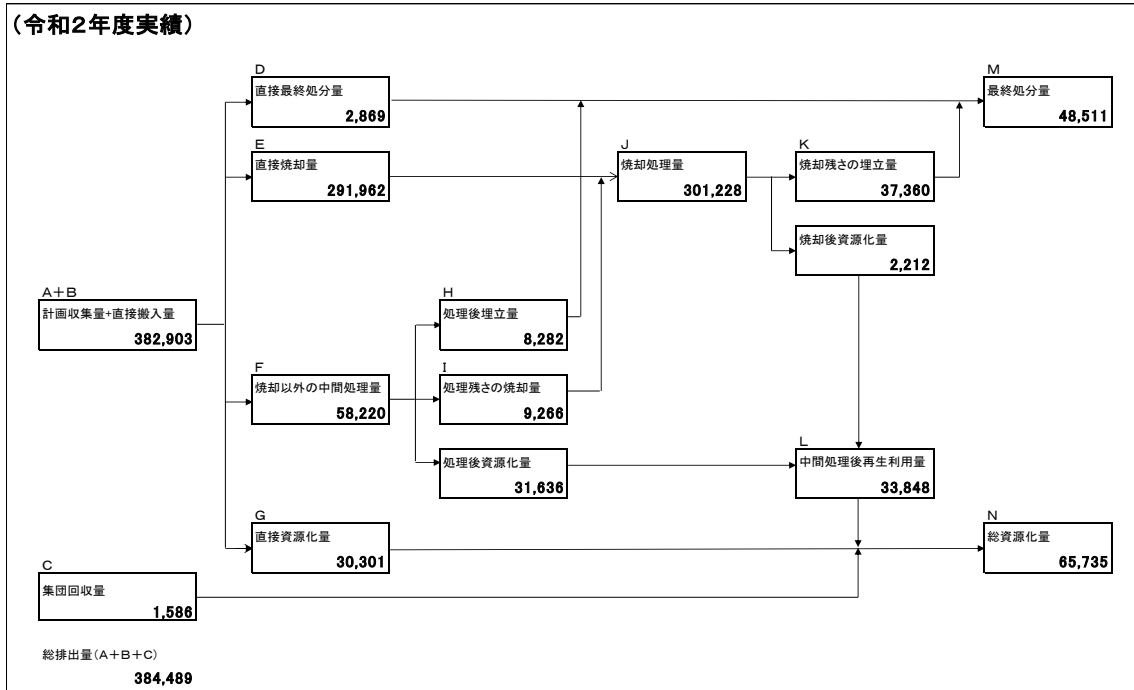 （令和２年度実績）
D
直接最終処分量
2,869
M
最終処分量
48,511
E
直接焼却量
291,962
J
焼却処理量
301,228
K
焼却残さの埋立量
37,360
焼却後資源化量
2,212
A＋B
計画収集量+直接搬入量
382,903
H
処理後埋立量
8,282
F
焼却以外の中間処理量
58,220
I
処理残さの焼却量
9,266
処理後資源化量
31,636
L
中間処理後再生利用量
33,848
G
直接資源化量
30,301
N
総資源化量
65,735
C
集団回収量
1,586
総排出量（A＋B＋C）
384,489